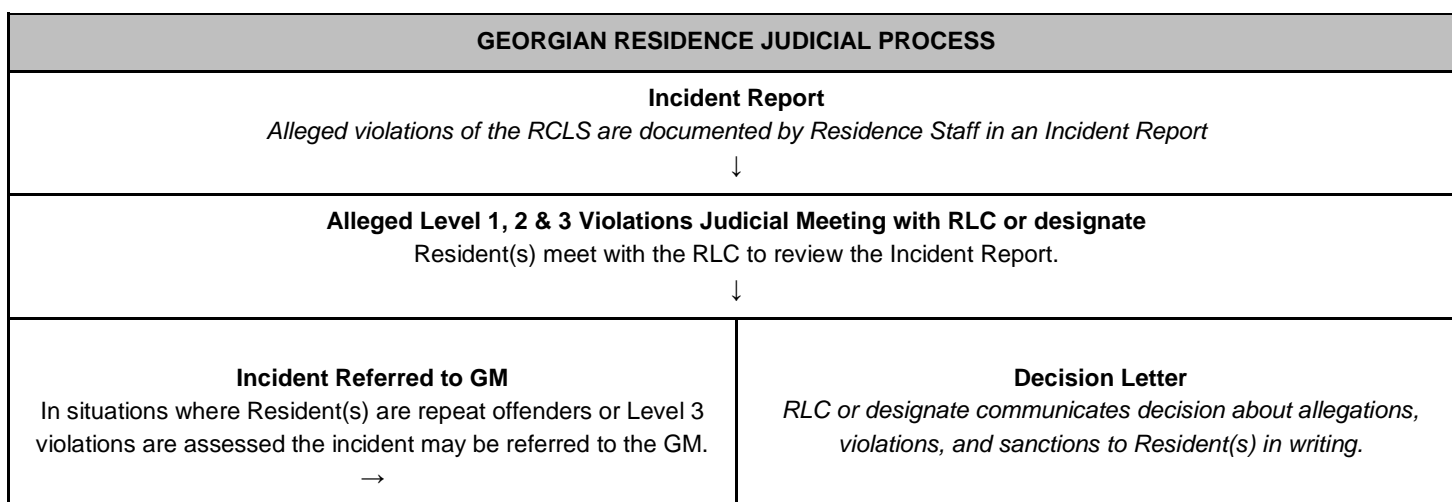 GEORGIAN RESIDENCE JUDICIAL PROCESS
Incident Report
Alleged violations of the RCLS are documented by Residence Staff in an Incident Report
↓
Alleged Level 1, 2 & 3 Violations Judicial Meeting with RLC or designate
Resident(s) meet with the RLC to review the Incident Report.
↓
Incident Referred to GM
In situations where Resident(s) are repeat offenders or Level 3
violations are assessed the incident may be referred to the GM.
→
Decision Letter
RLC or designate communicates decision about allegations,
violations, and sanctions to Resident(s) in writing.